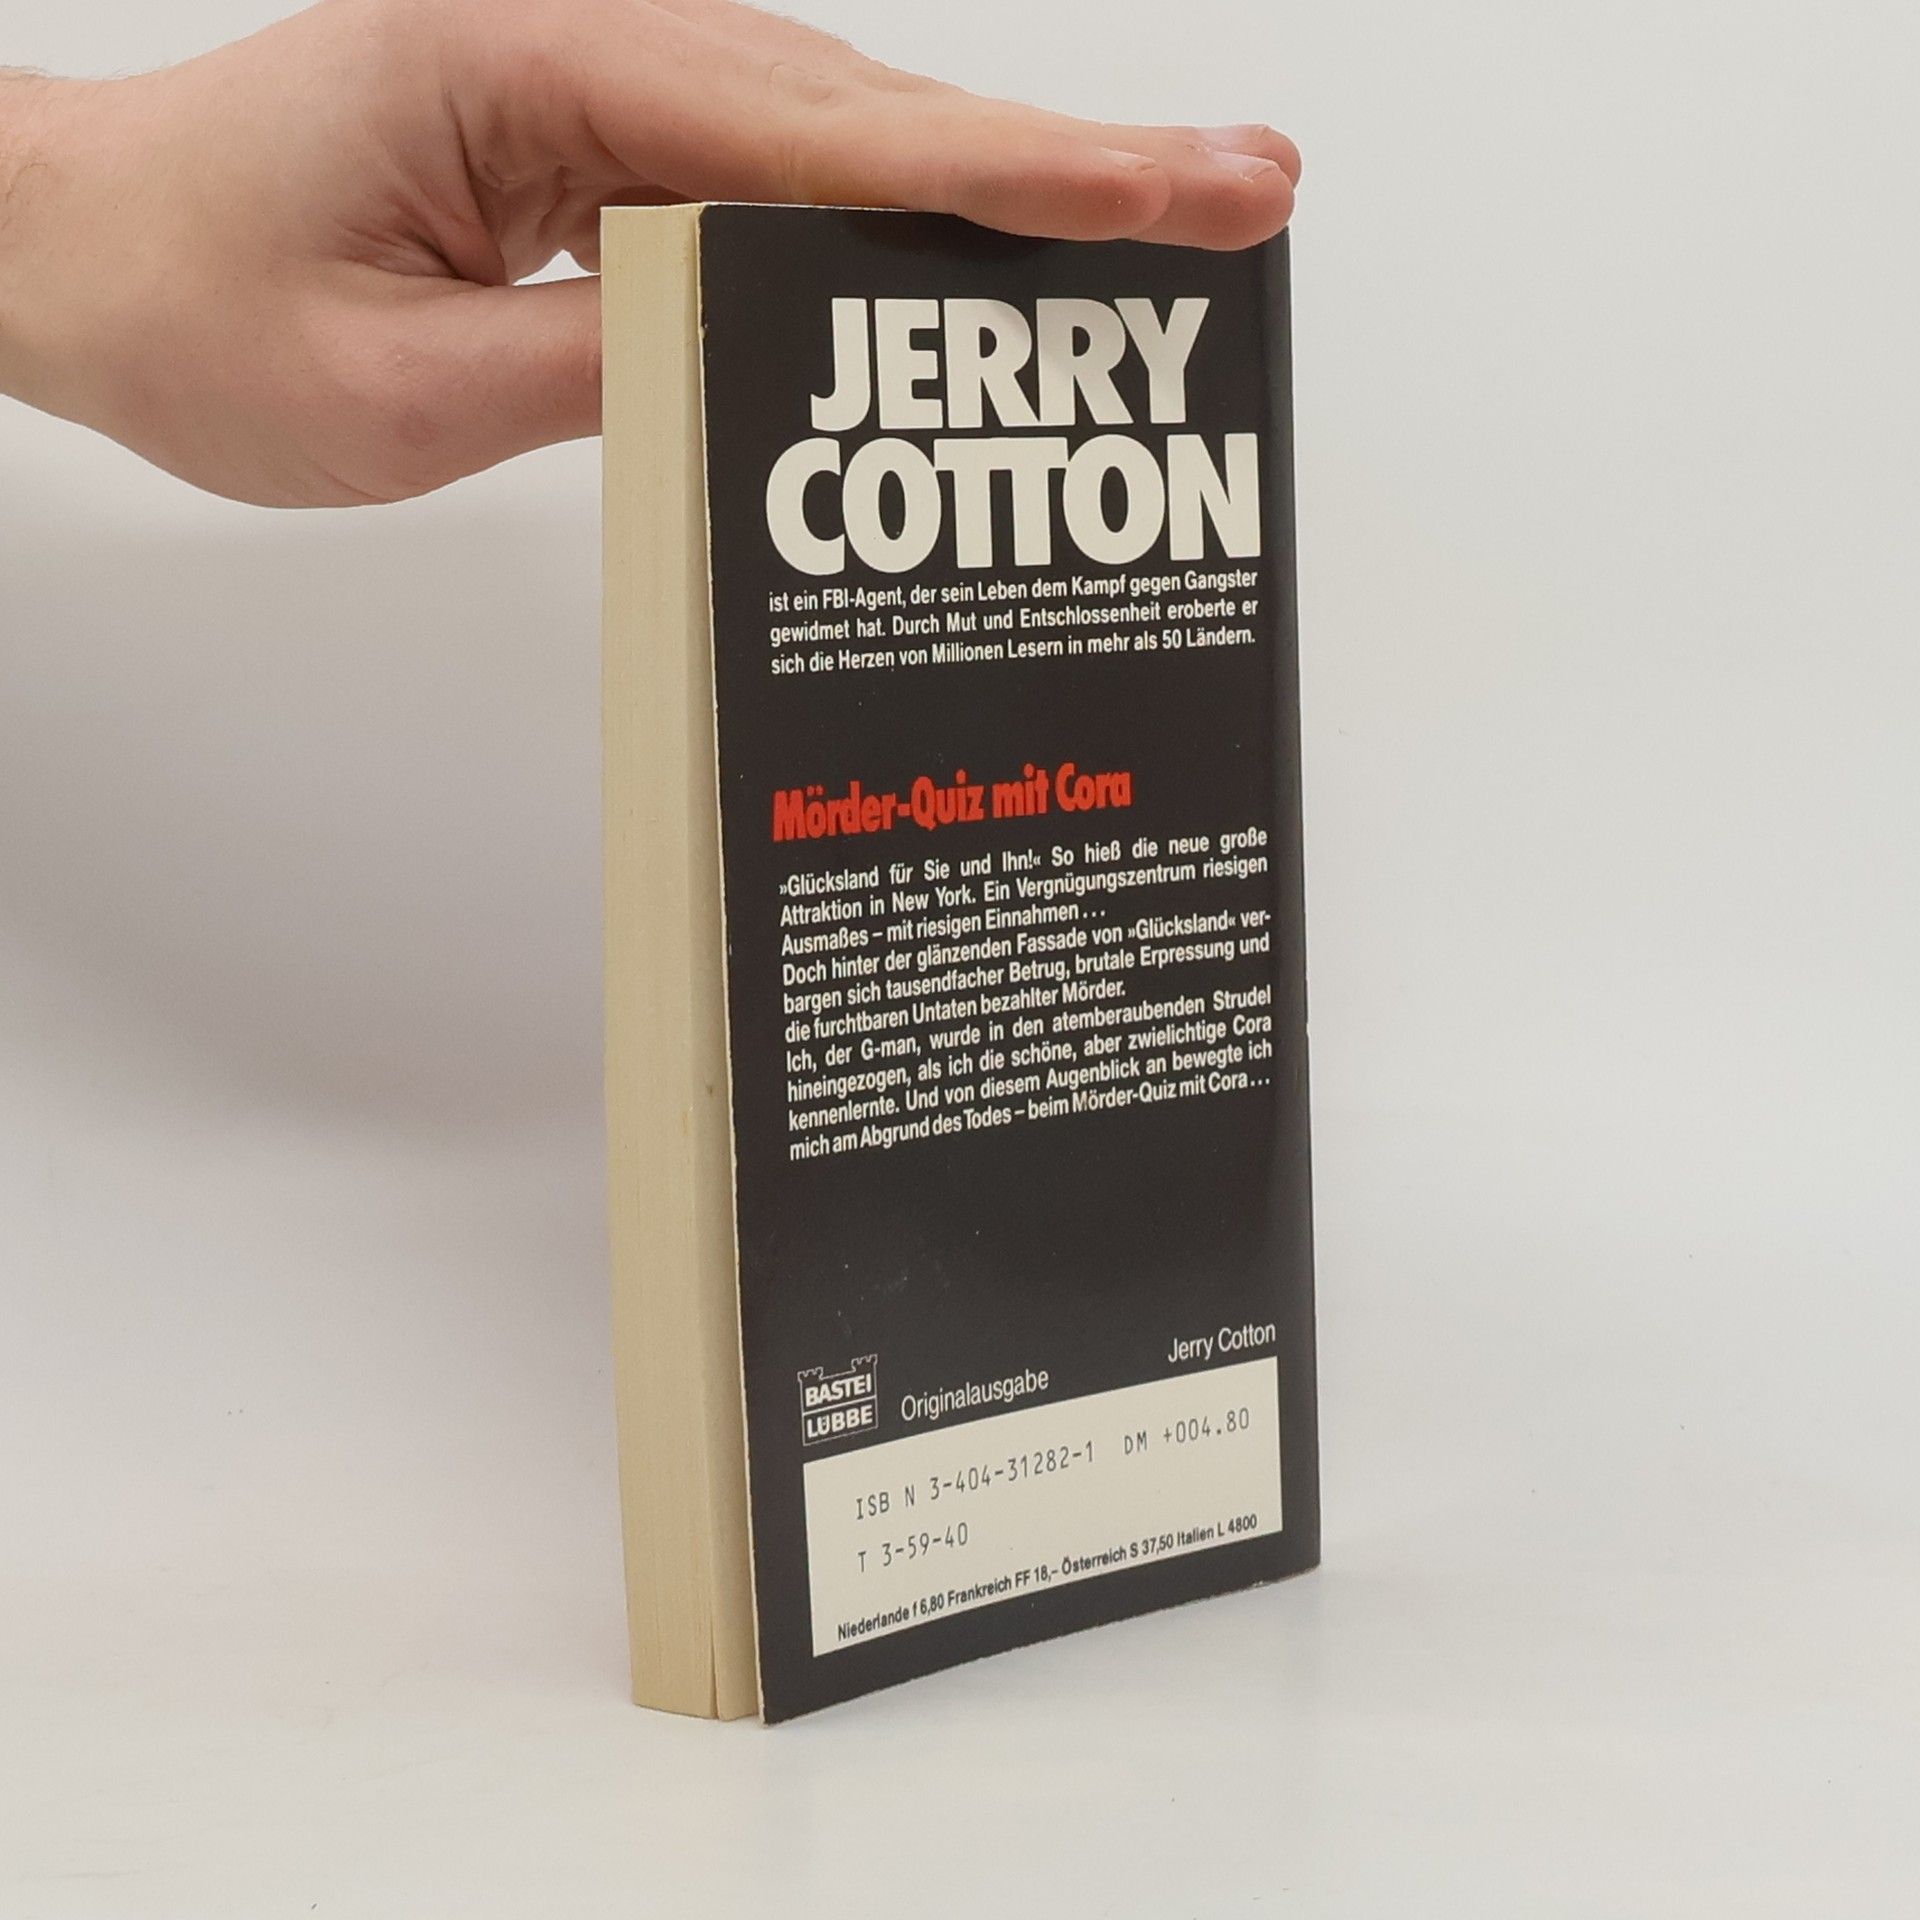 JERRY
COTTON
ist ein FBI-Agent, der sein Leben dem Kampf gegen Gangster
gewidmet hat. Durch Mut und Entschlossenheit eroberte er
sich die Herzen von Millionen Lesern in mehr als 50 Ländern.
Mörder-Quiz mit Cora
»Glücksland für Sie und Ihn!« So hieß die neue große
Attraktion in New York. Ein Vergnügungszentrum riesigen
Ausmaßes – mit riesigen Einnahmen ...
Doch hinter der glänzenden Fassade von »Glücksland« ver-
bargen sich tausendfacher Betrug, brutale Erpressung und
die furchtbaren Untaten bezahlter Mörder.
Ich, der G-man, wurde in den atemberaubenden Strudel
hineingezogen, als ich die schöne, aber zwielichtige Cora
kennenlernte. Und von diesem Augenblick an bewegte ich
mich am Abgrund des Todes – beim Mörder-Quiz mit Cora ...
Jerry Cotton
BASTEI
LÜBBE
Originalausgabe
ISB N 3-404-31282-1 DM +004.80
T 3-59-40
Niederlande f 6,80 Frankreich FF 18,– Österreich S 37,50 Italien L 4800